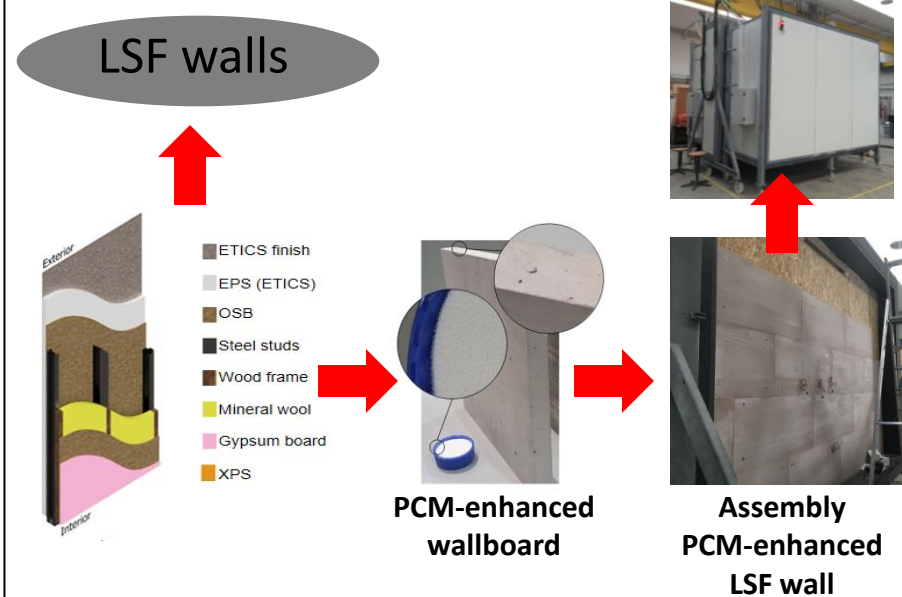 LSF walls
Exterior
ETICS finish
EPS (ETICS)
OSB
Steel studs
Wood frame
Mineral wool
Gypsum board
XPS
Interior
PCM-enhanced
wallboard
Assembly
PCM-enhanced
LSF wall